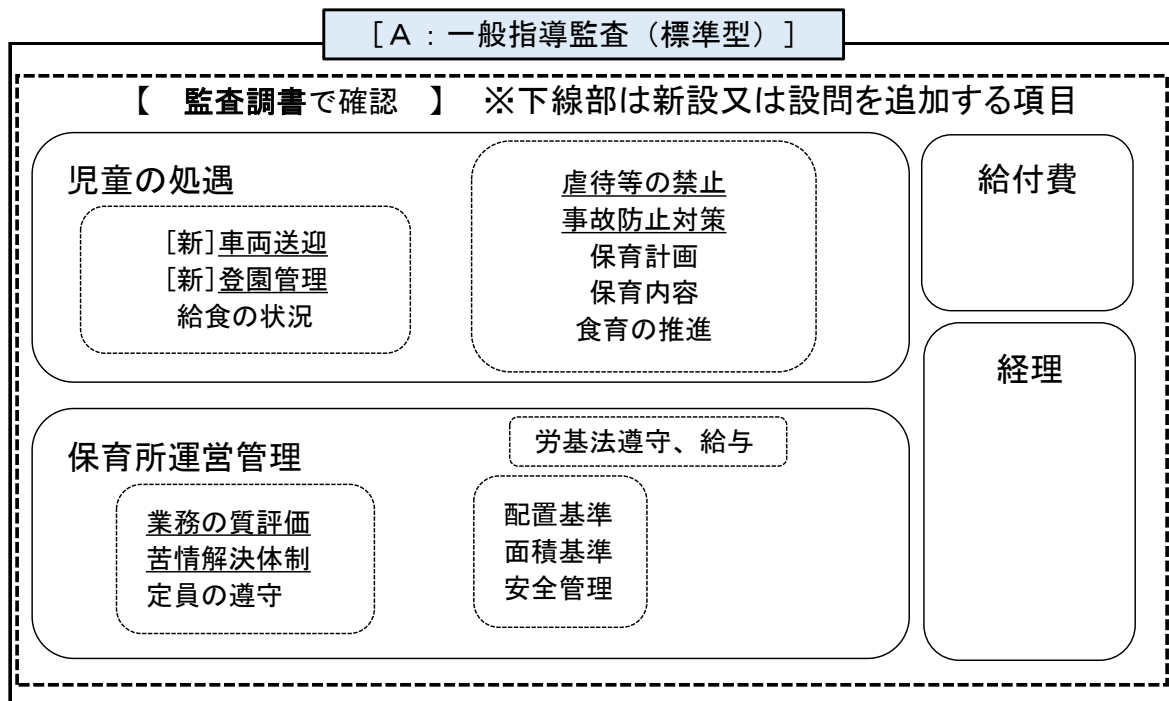 ［Ａ：一般指導監査（標準型）］
【　監査調書で確認　】　※下線部は新設又は設問を追加する項目
児童の処遇
［新］車両送迎
［新］登園管理
給食の状況
虐待等の禁止
事故防止対策
保育計画
保育内容
食育の推進
給付費
経理
保育所運営管理
業務の質評価
苦情解決体制
定員の遵守
労基法遵守、給与
配置基準
面積基準
安全管理